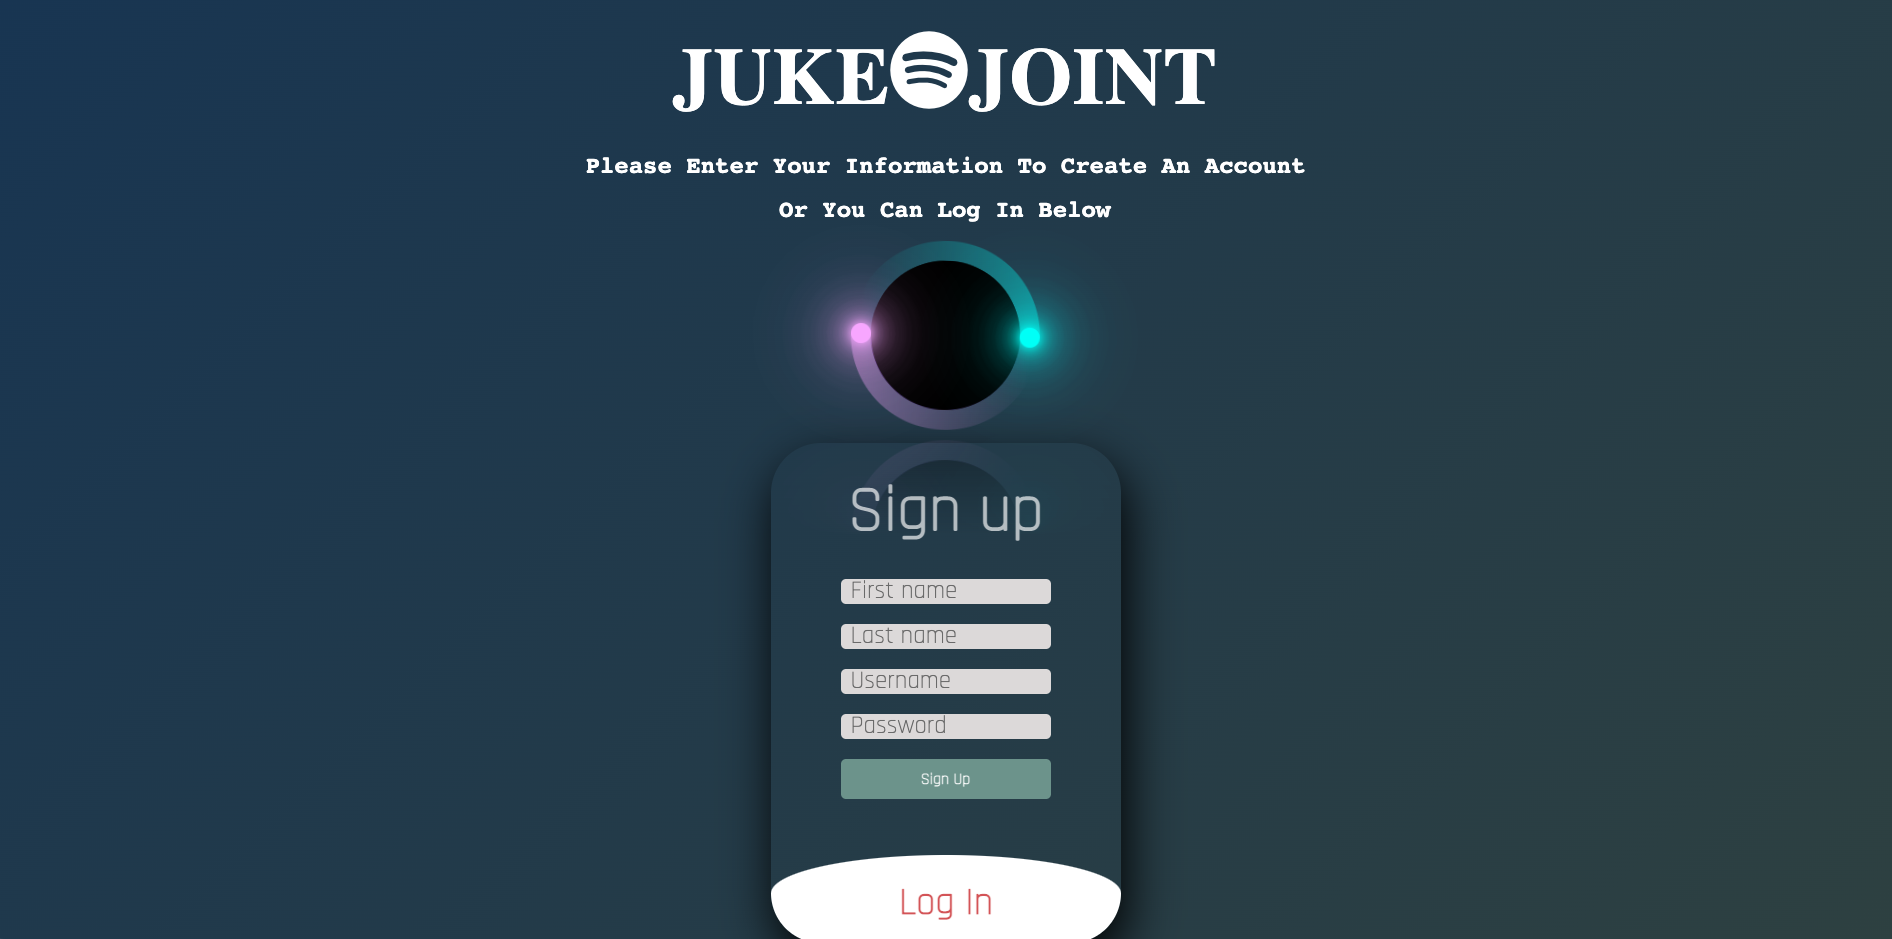 JUKE JOINT
Please Enter Your Information To Create An Account
Or You Can Log In Below
Sign up
First name
Last name
Username
Password
Sign Up
Log In